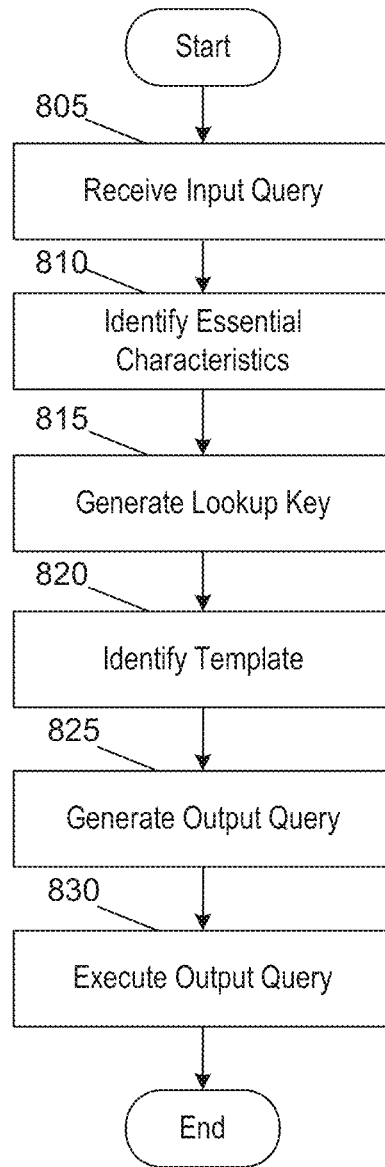 Start
805
Receive Input Query
810
Identify Essential
Characteristics
815
Generate Lookup Key
820
Identify Template
825
Generate Output Query
830
Execute Output Query
End